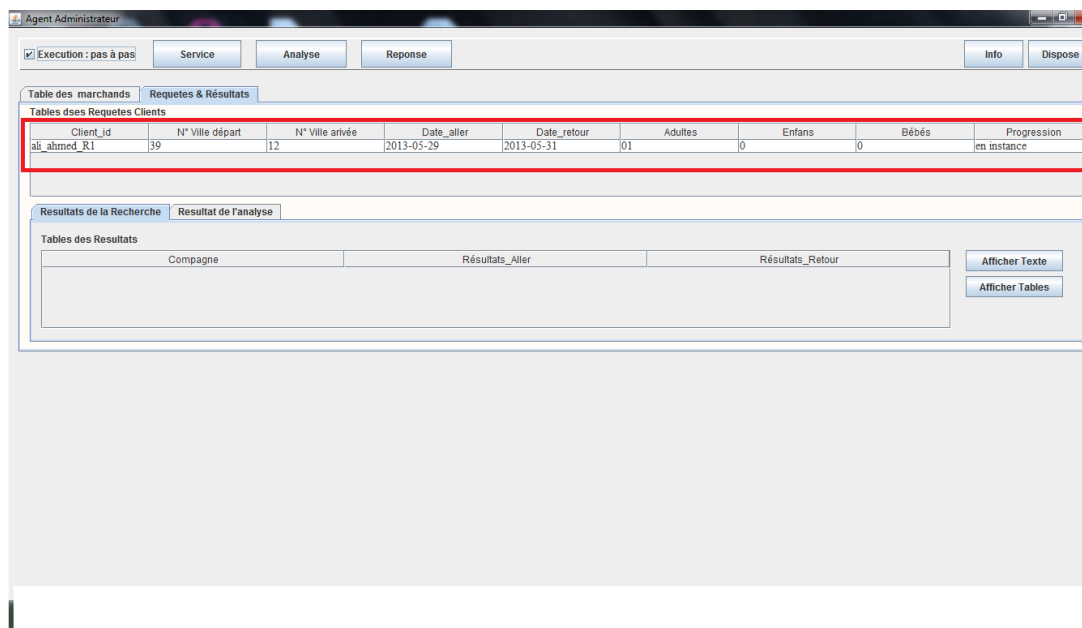 Agent Administrateur
Execution : pas à pas Service Analyse Reponse Info Dispose
Table des marchands Requetes & Résultats
Tables dses Requetes Clients
Client_id N° Ville départ N° Ville arivée Date_aller Date_retour Adultes Enfans Bébés Progression
ali_ahmed_R1 39 12 2013-05-29 2013-05-31 01 0 0 en instance
Resultats de la Recherche Resultat de l'analyse
Tables des Resultats
Compagne Résultats_Aller Résultats_Retour
Afficher Texte
Afficher Tables